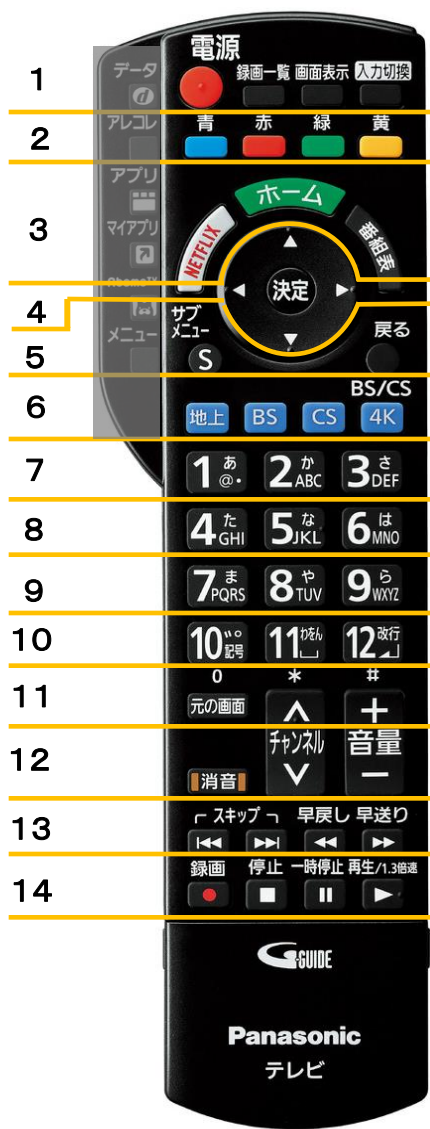 電源
1
データ
録画一覧 画面表示 入力切換
アレコレ
2
青 赤 緑 黄
アプリ
ホーム
3
マイアプリ
NETFLIX
番組表
決定
4
サブ
メニュー
S
メニュー
戻る
5
BS/CS
6
地上 BS CS 4K
7
1 あ @・ 2 か ABC 3 さ DEF
8
4 た GHI 5 な JKL 6 は MNO
9
7 ま PQRS 8 や TUV 9 ら WXYZ
10
10 ゛゜ 記号 11 わをん 12 改行
0 * #
11
元の画面
＋
12
チャンネル 音量
消音
−
13
スキップ 早戻し 早送り
14
録画 停止 一時停止 再生/1.3倍速
G-GUIDE
Panasonic
テレビ